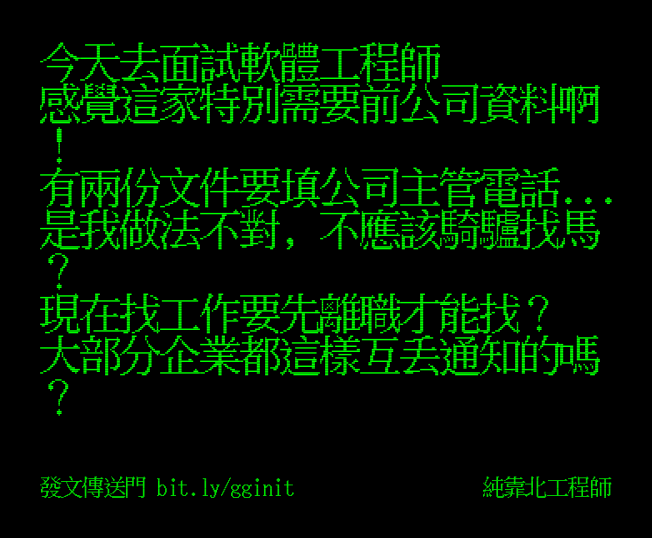 今天去面試軟體工程師
感覺這家特別需要前公司資料啊
！
有兩份文件要填公司主管電話...
是我做法不對，不應該騎驢找馬
？
現在找工作要先離職才能找？
大部分企業都這樣互丟通知的嗎
？
發文傳送門 bit.ly/gginit
純靠北工程師